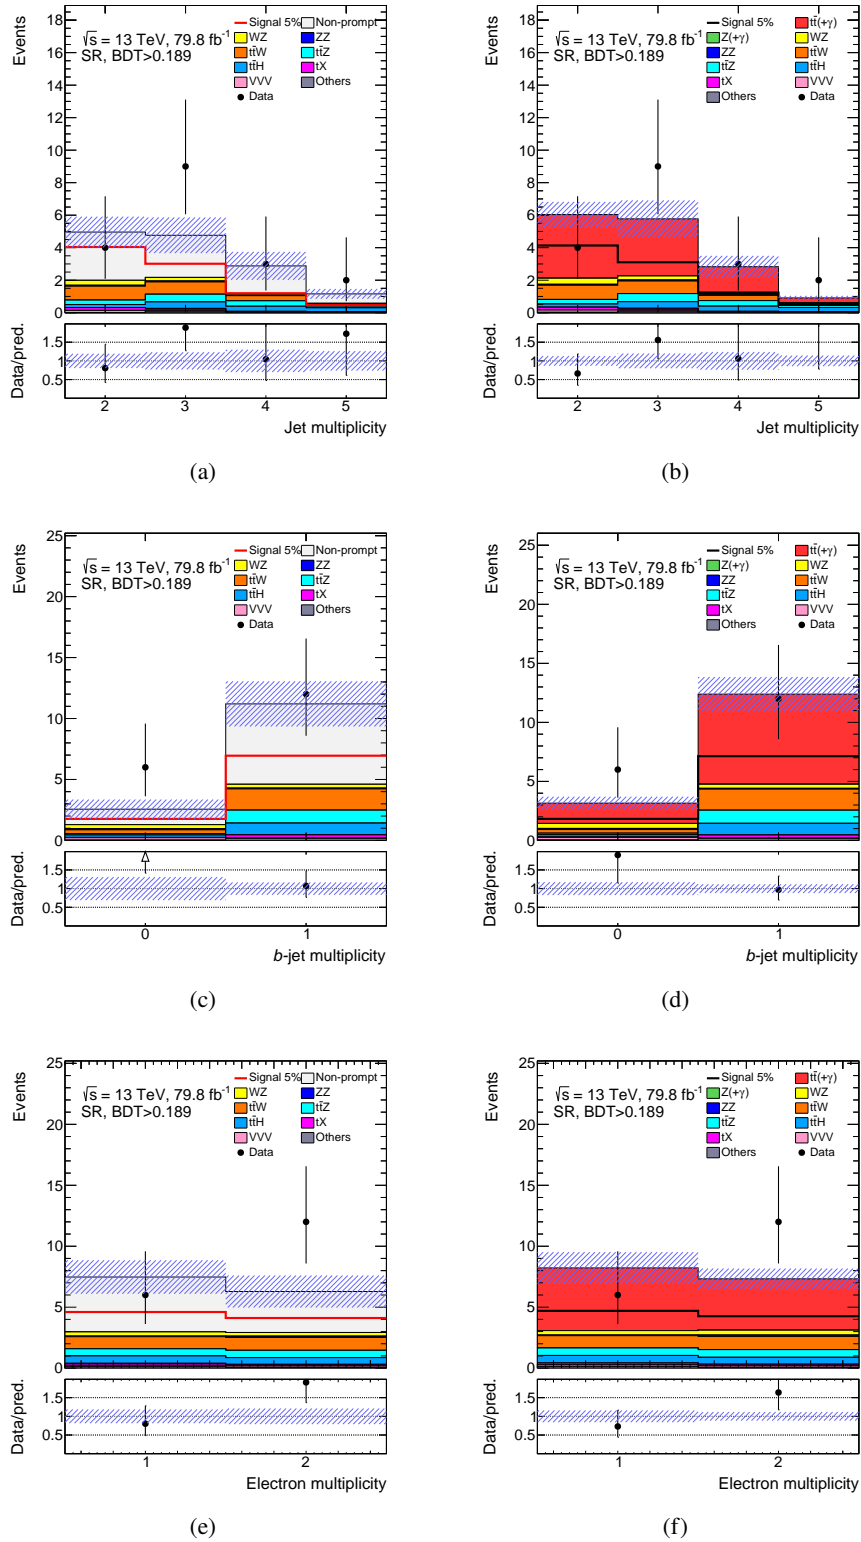 Events
18
16
14
12
10
8
6
4
2
0
√s = 13 TeV, 79.8 fb⁻¹
SR, BDT>0.189
Signal 5%
Non-prompt
WZ
ZZ
tt̄W
tt̄Z
tt̄H
tX
VVV
Others
Data
Data/pred.
1.5
1
0.5
2 3 4 5
Jet multiplicity
(a)
Events
18
16
14
12
10
8
6
4
2
0
√s = 13 TeV, 79.8 fb⁻¹
SR, BDT>0.189
Signal 5%
tt̄(+γ)
Z(+γ)
WZ
ZZ
tt̄W
tt̄Z
tt̄H
tX
VVV
Others
Data
Data/pred.
1.5
1
0.5
2 3 4 5
Jet multiplicity
(b)
Events
25
20
15
10
5
0
√s = 13 TeV, 79.8 fb⁻¹
SR, BDT>0.189
Signal 5%
Non-prompt
WZ
ZZ
tt̄W
tt̄Z
tt̄H
tX
VVV
Others
Data
Data/pred.
1.5
1
0.5
0 1
b-jet multiplicity
(c)
Events
25
20
15
10
5
0
√s = 13 TeV, 79.8 fb⁻¹
SR, BDT>0.189
Signal 5%
tt̄(+γ)
Z(+γ)
WZ
ZZ
tt̄W
tt̄Z
tt̄H
tX
VVV
Others
Data
Data/pred.
1.5
1
0.5
0 1
b-jet multiplicity
(d)
Events
25
20
15
10
5
0
√s = 13 TeV, 79.8 fb⁻¹
SR, BDT>0.189
Signal 5%
Non-prompt
WZ
ZZ
tt̄W
tt̄Z
tt̄H
tX
VVV
Others
Data
Data/pred.
1.5
1
0.5
1 2
Electron multiplicity
(e)
Events
25
20
15
10
5
0
√s = 13 TeV, 79.8 fb⁻¹
SR, BDT>0.189
Signal 5%
tt̄(+γ)
Z(+γ)
WZ
ZZ
tt̄W
tt̄Z
tt̄H
tX
VVV
Others
Data
Data/pred.
1.5
1
0.5
1 2
Electron multiplicity
(f)